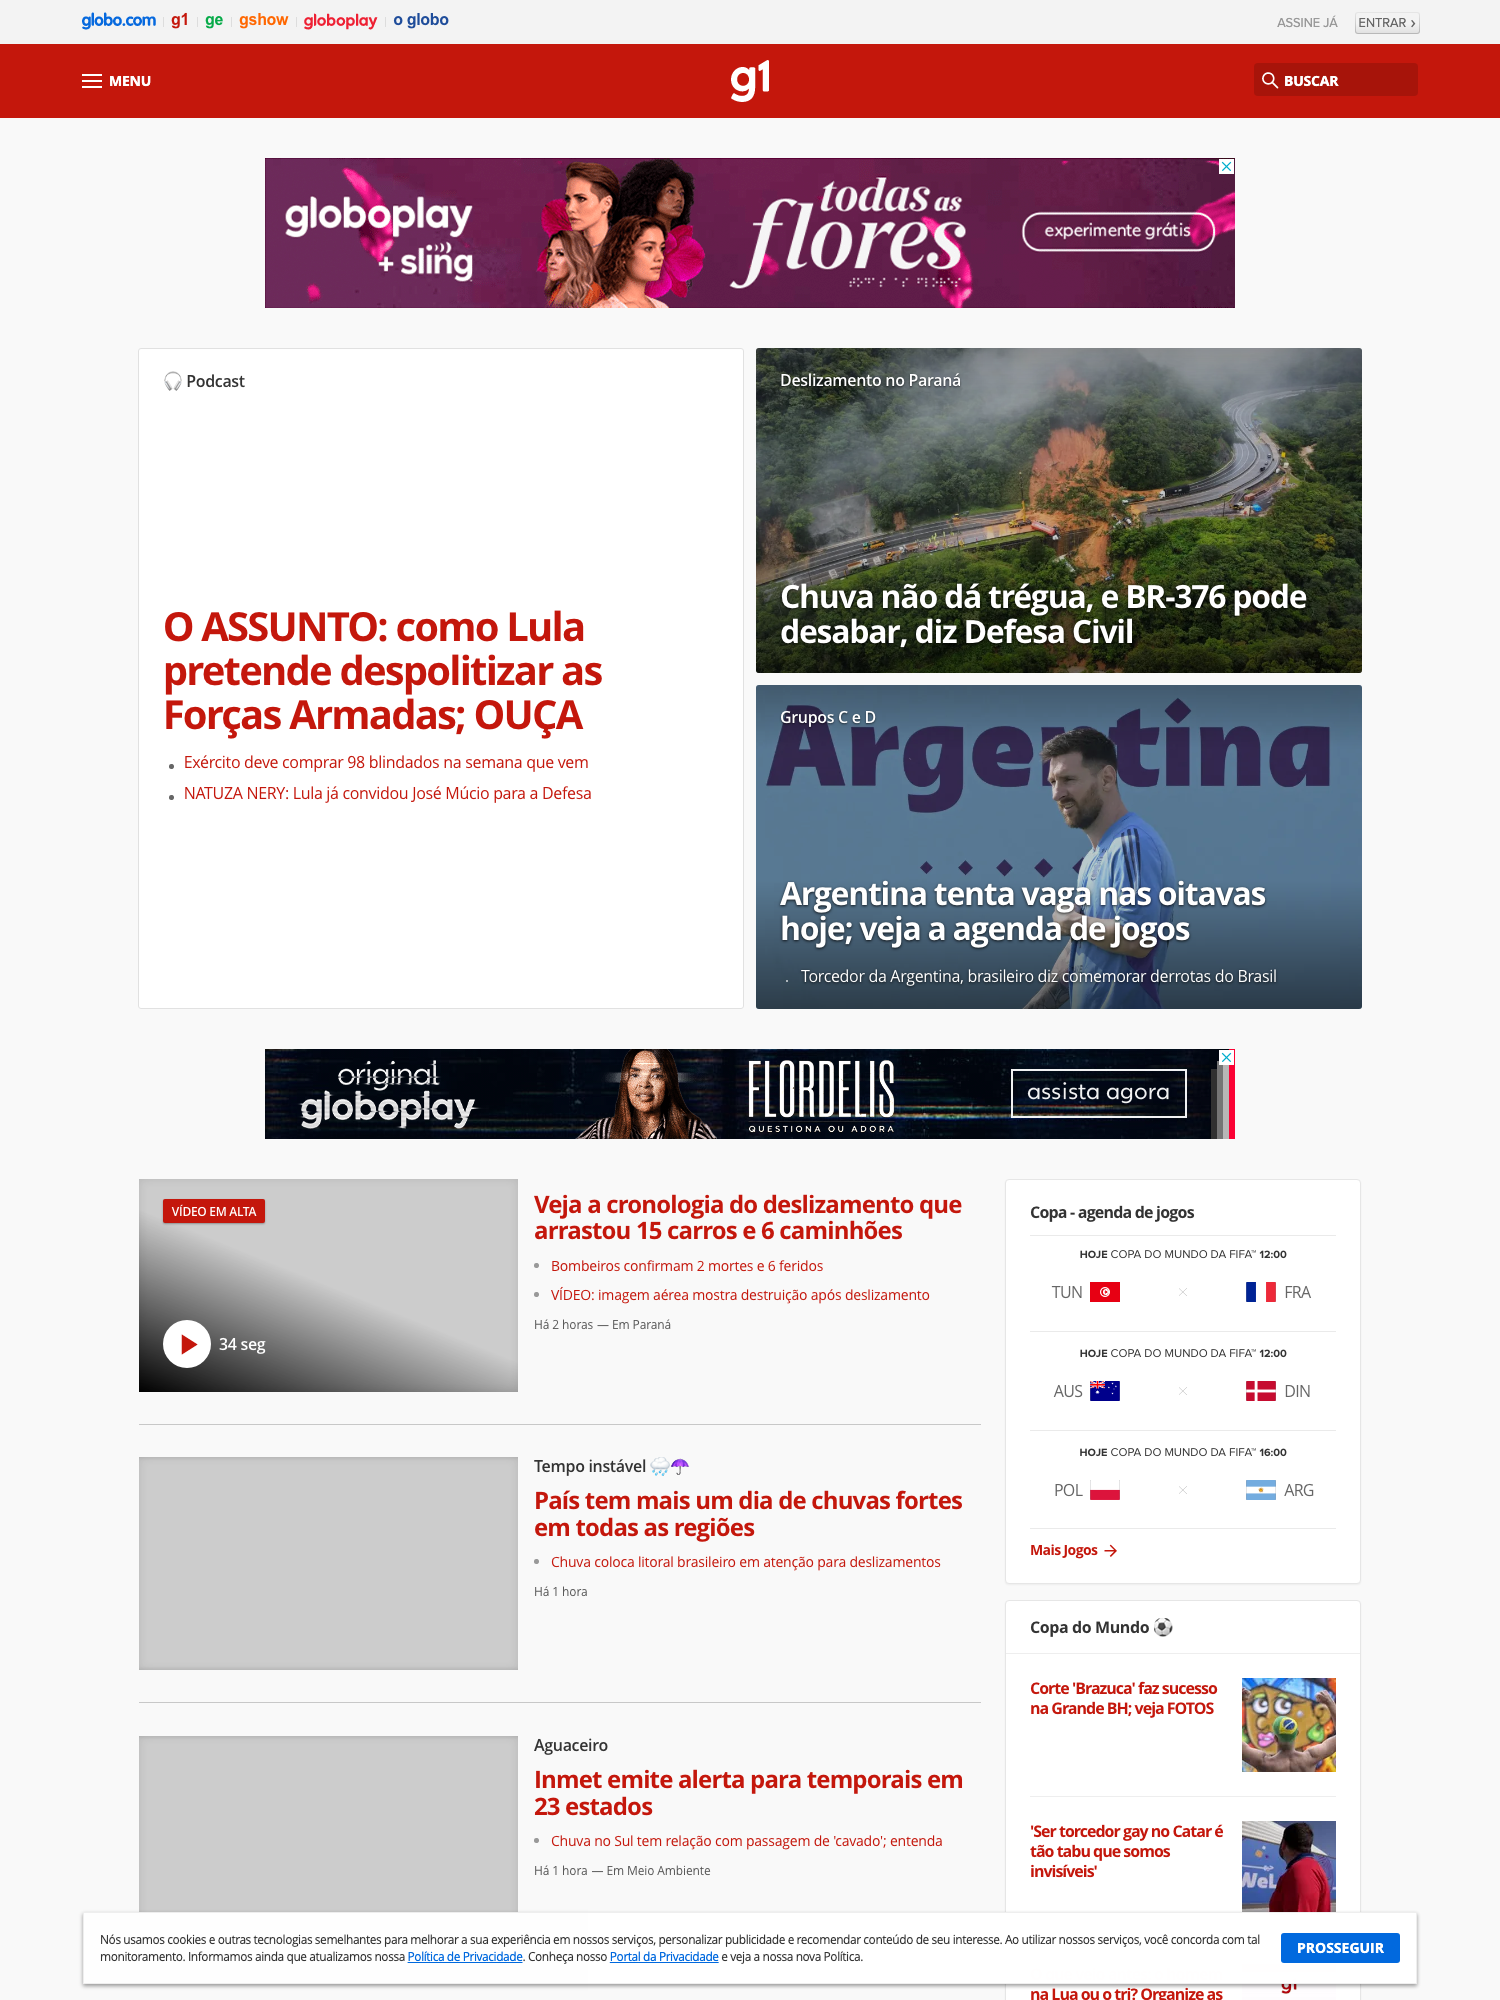 globo.com g1 ge gshow globoplay o globo
ASSINE JÁ ENTRAR ›
MENU
g1
BUSCAR
globoplay
+ sling
todas as
flores
experimente grátis
Podcast
O ASSUNTO: como Lula
pretende despolitizar as
Forças Armadas; OUÇA
Exército deve comprar 98 blindados na semana que vem
NATUZA NERY: Lula já convidou José Múcio para a Defesa
Deslizamento no Paraná
Chuva não dá trégua, e BR-376 pode
desabar, diz Defesa Civil
Grupos C e D
Argentina
Argentina tenta vaga nas oitavas
hoje; veja a agenda de jogos
Torcedor da Argentina, brasileiro diz comemorar derrotas do Brasil
original
globoplay
FLORDELIS
QUESTIONA OU ADORA
assista agora
VÍDEO EM ALTA
34 seg
Veja a cronologia do deslizamento que
arrastou 15 carros e 6 caminhões
Bombeiros confirmam 2 mortes e 6 feridos
VÍDEO: imagem aérea mostra destruição após deslizamento
Há 2 horas — Em Paraná
Tempo instável
País tem mais um dia de chuvas fortes
em todas as regiões
Chuva coloca litoral brasileiro em atenção para deslizamentos
Há 1 hora
Aguaceiro
Inmet emite alerta para temporais em
23 estados
Chuva no Sul tem relação com passagem de 'cavado'; entenda
Há 1 hora — Em Meio Ambiente
Copa - agenda de jogos
HOJE COPA DO MUNDO DA FIFA™ 12:00
TUN × FRA
HOJE COPA DO MUNDO DA FIFA™ 12:00
AUS × DIN
HOJE COPA DO MUNDO DA FIFA™ 16:00
POL × ARG
Mais Jogos
Copa do Mundo
Corte 'Brazuca' faz sucesso
na Grande BH; veja FOTOS
'Ser torcedor gay no Catar é
tão tabu que somos
invisíveis'
WeL
na Lua ou o tri? Organize as
g1
Nós usamos cookies e outras tecnologias semelhantes para melhorar a sua experiência em nossos serviços, personalizar publicidade e recomendar conteúdo de seu interesse. Ao utilizar nossos serviços, você concorda com tal
monitoramento. Informamos ainda que atualizamos nossa Política de Privacidade. Conheça nosso Portal da Privacidade e veja a nossa nova Política.
PROSSEGUIR